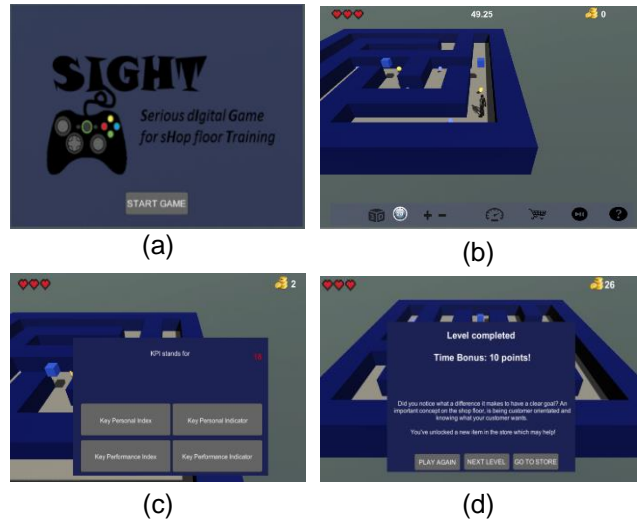 SIGHT
Serious dIgital Game
for sHop floor Training
START GAME
(a)
49.25
0
(b)
2
KPI stands for
Key Personal Index
Key Personal Indicator
Key Performance Index
Key Performance Indicator
(c)
26
Level completed
Time Bonus: 10 points!
Did you notice what a difference it makes to have a clear goal? An
important concept on the shop floor, is being customer orientated and
knowing what your customer wants.
You've unlocked a new item in the store which may help!
PLAY AGAIN
NEXT LEVEL
GO TO STORE
(d)